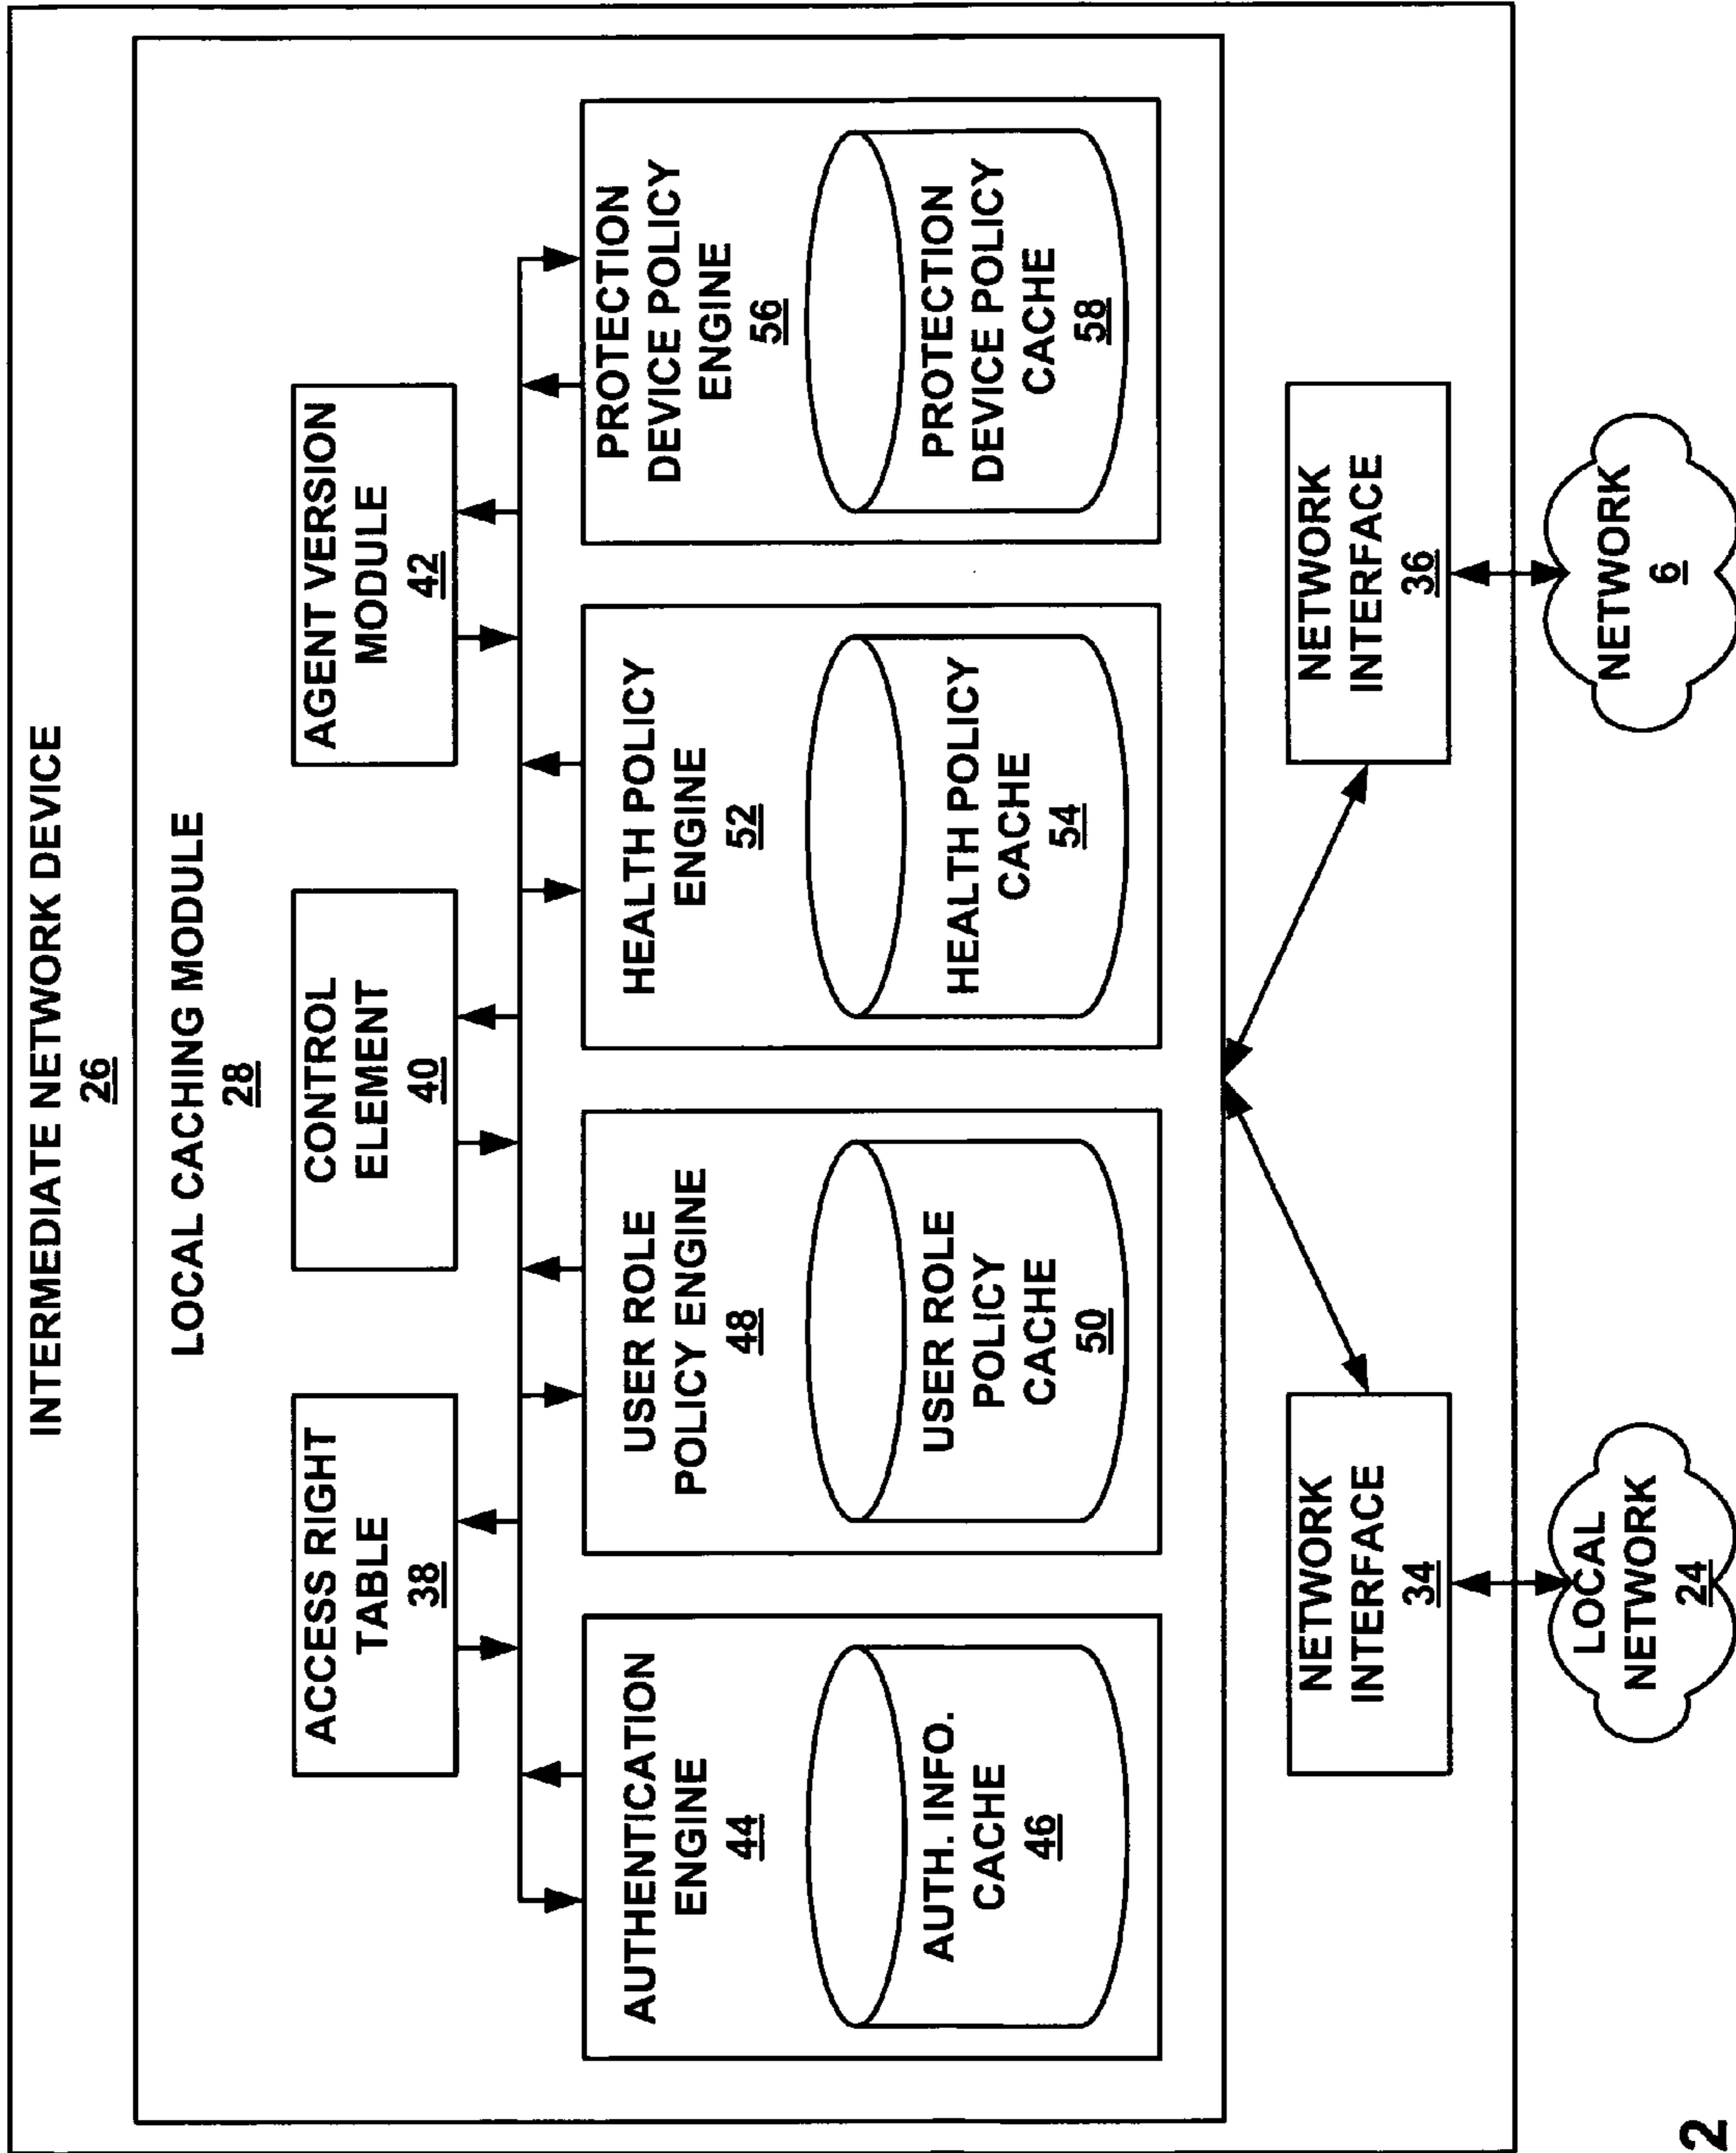 INTERMEDIATE NETWORK DEVICE
26
LOCAL CACHING MODULE
28
ACCESS RIGHT
TABLE
38
CONTROL
ELEMENT
40
AGENT VERSION
MODULE
42
AUTHENTICATION
ENGINE
44
AUTH. INFO.
CACHE
46
USER ROLE
POLICY ENGINE
48
USER ROLE
POLICY
CACHE
50
HEALTH POLICY
ENGINE
52
HEALTH POLICY
CACHE
54
PROTECTION
DEVICE POLICY
ENGINE
56
PROTECTION
DEVICE POLICY
CACHE
58
NETWORK
INTERFACE
34
NETWORK
INTERFACE
36
LOCAL
NETWORK
24
NETWORK
6
2